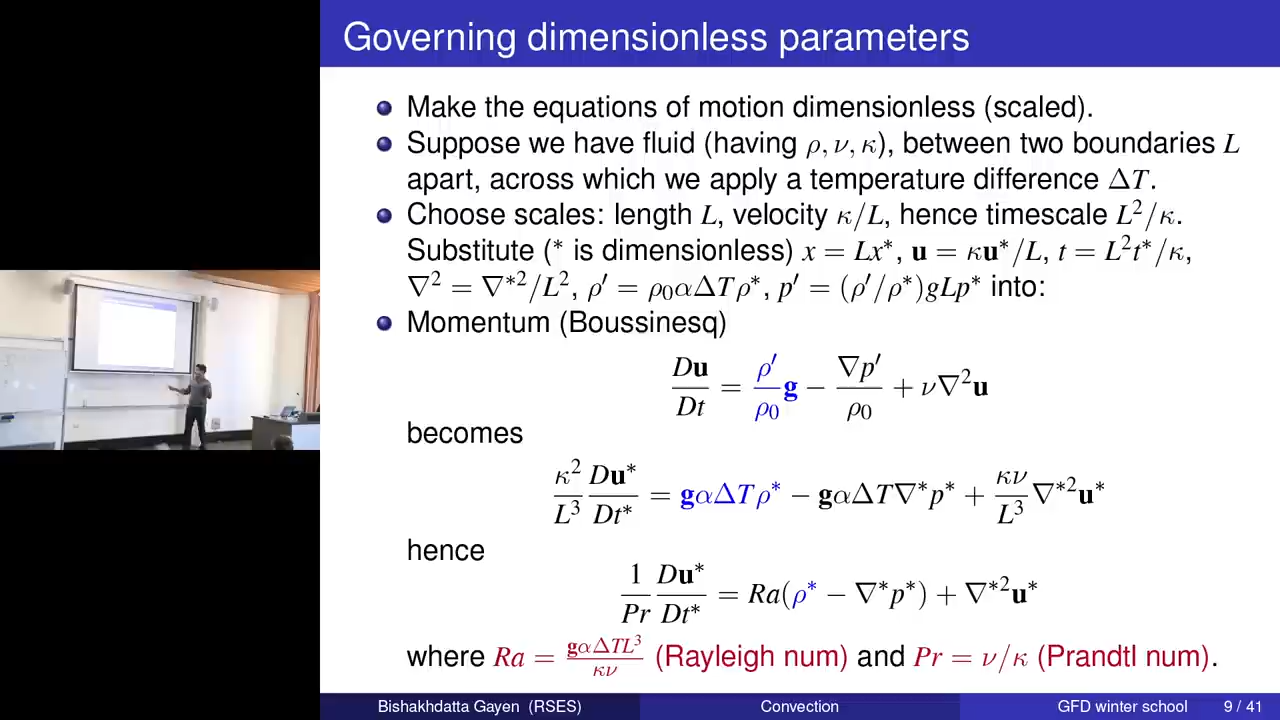 Governing dimensionless parameters
Make the equations of motion dimensionless (scaled).
Suppose we have fluid (having ρ, ν, κ), between two boundaries L
apart, across which we apply a temperature difference ΔT.
Choose scales: length L, velocity κ/L, hence timescale L²/κ.
Substitute (* is dimensionless) x = Lx*, u = κu*/L, t = L²t*/κ,
∇² = ∇*²/L², ρ′ = ρ₀αΔTρ*, p′ = (ρ′/ρ*)gLp* into:
Momentum (Boussinesq)
Du/Dt = ρ′/ρ₀ g − ∇p′/ρ₀ + ν∇²u
becomes
κ²/L³ Du*/Dt* = gαΔTρ* − gαΔT∇*p* + κν/L³ ∇*²u*
hence
1/Pr Du*/Dt* = Ra(ρ* − ∇*p*) + ∇*²u*
where Ra = gαΔTL³/κν (Rayleigh num) and Pr = ν/κ (Prandtl num).
Bishakhdatta Gayen (RSES) Convection GFD winter school 9 / 41